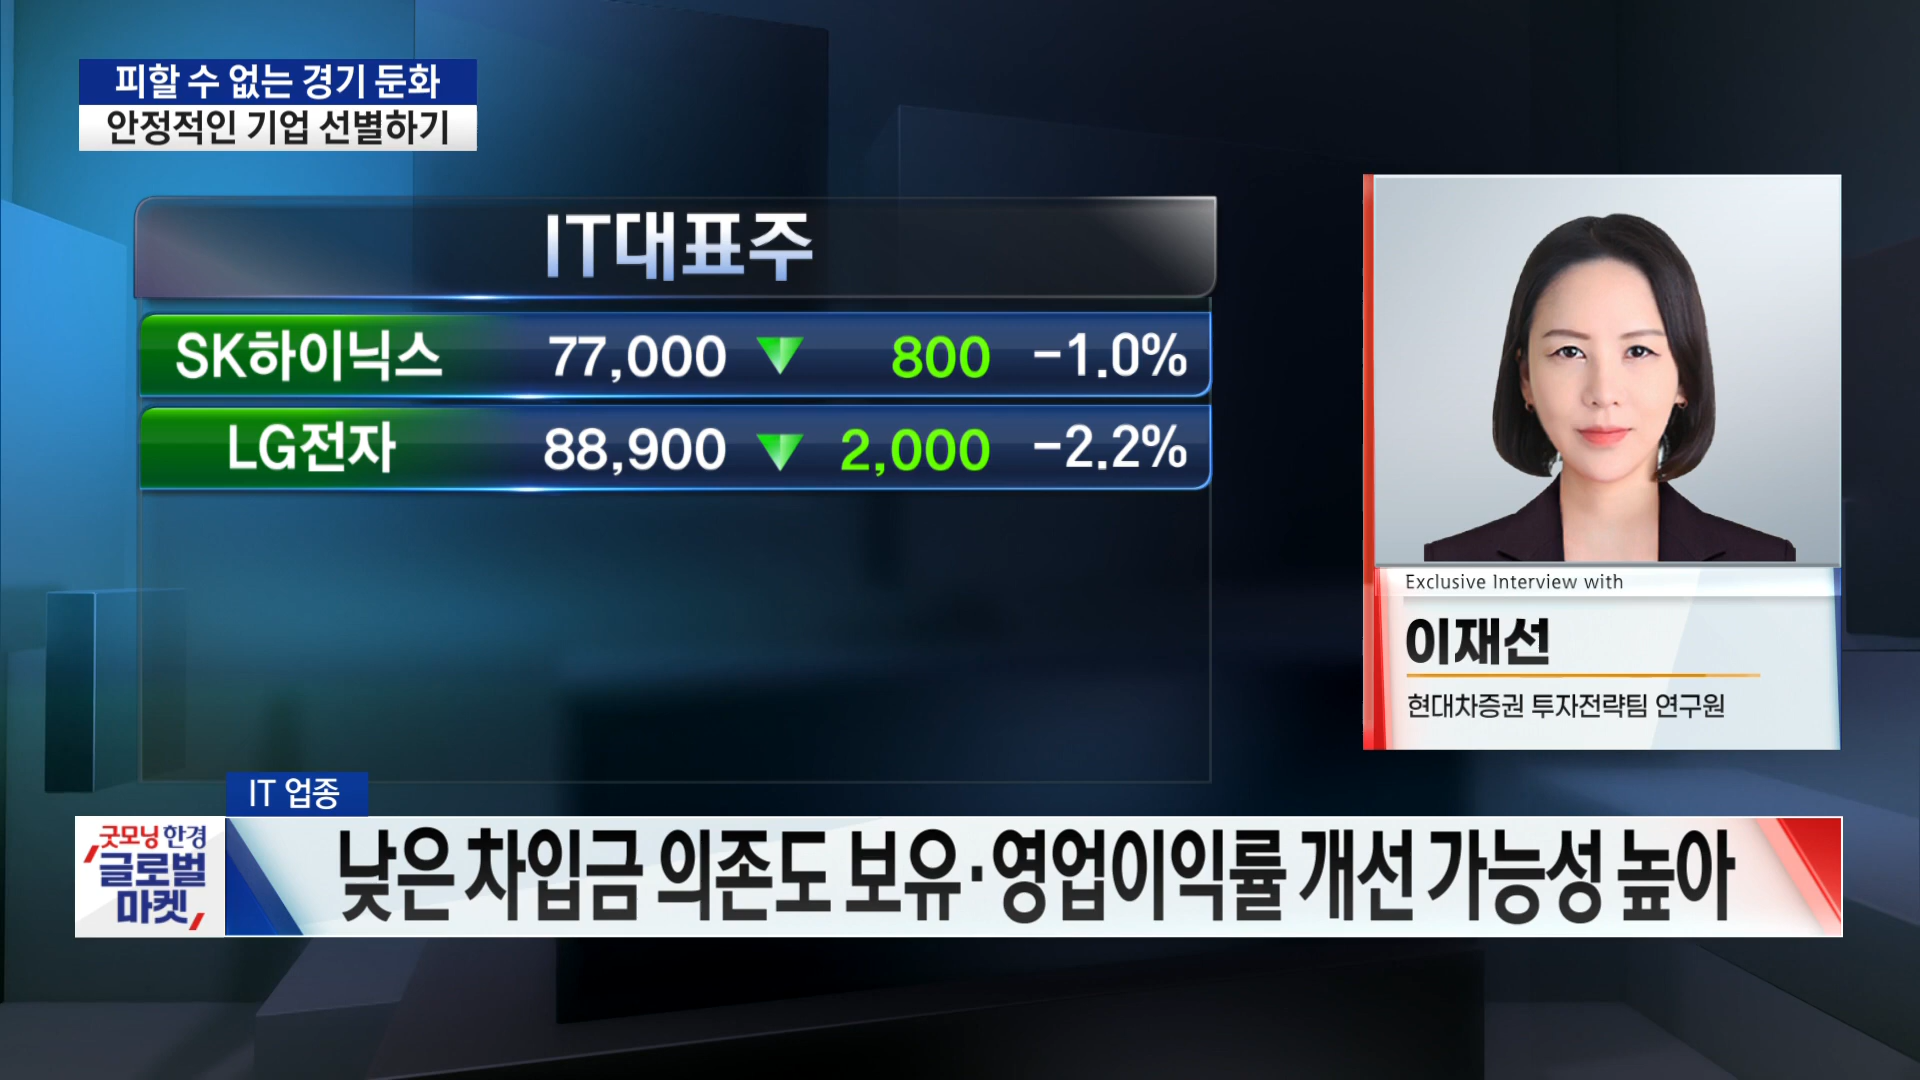 피할 수 없는 경기 둔화
안정적인 기업 선별하기
IT대표주
SK하이닉스 77,000 ▼ 800 -1.0%
LG전자 88,900 ▼ 2,000 -2.2%
Exclusive Interview with
이재선
현대차증권 투자전략팀 연구원
IT 업종
굿모닝 한경
글로벌
마켓
낮은 차입금 의존도 보유·영업이익률 개선 가능성 높아